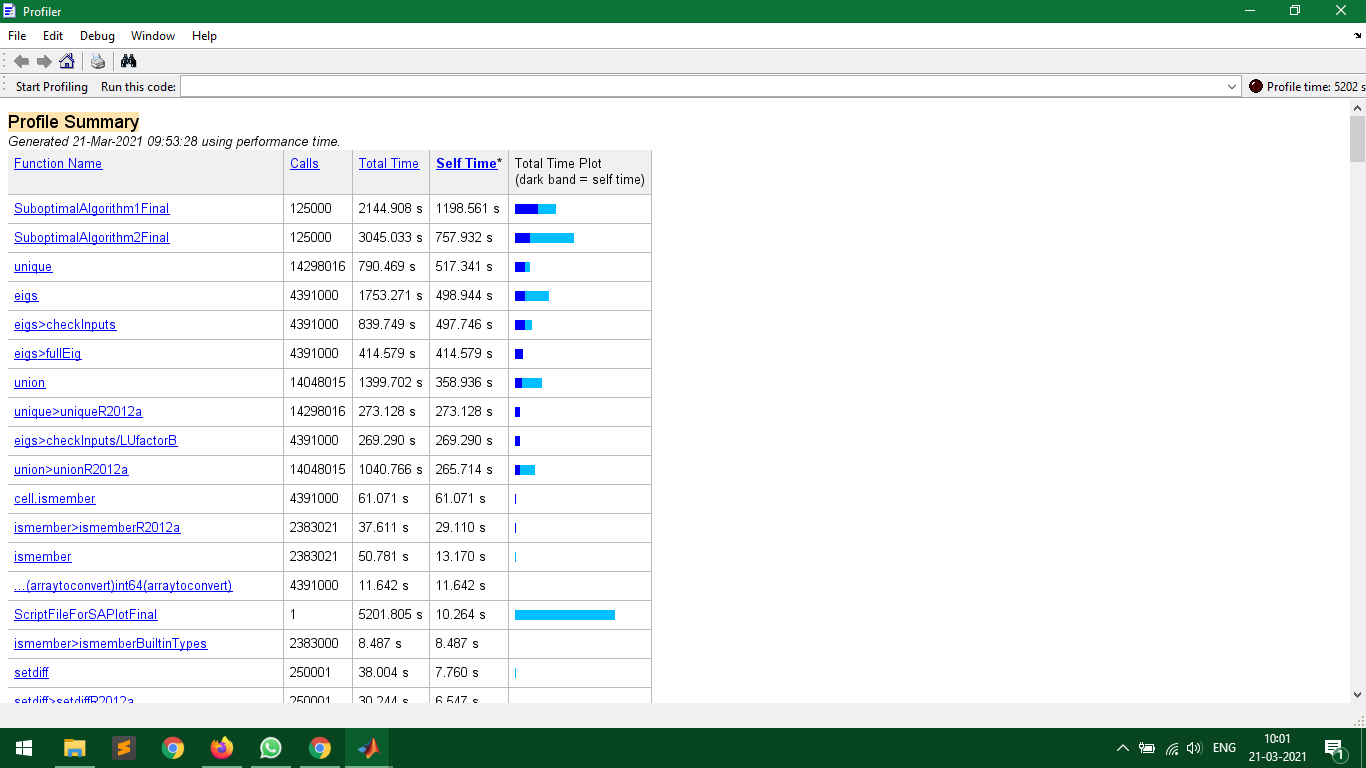 Profiler
File Edit Debug Window Help
Start Profiling Run this code: Profile time: 5202 s
Profile Summary
Generated 21-Mar-2021 09:53:28 using performance time.
Function Name Calls Total Time Self Time* Total Time Plot
(dark band = self time)
SuboptimalAlgorithm1Final 125000 2144.908 s 1198.561 s
SuboptimalAlgorithm2Final 125000 3045.033 s 757.932 s
unique 14298016 790.469 s 517.341 s
eigs 4391000 1753.271 s 498.944 s
eigs>checkInputs 4391000 839.749 s 497.746 s
eigs>fullEig 4391000 414.579 s 414.579 s
union 14048015 1399.702 s 358.936 s
unique>uniqueR2012a 14298016 273.128 s 273.128 s
eigs>checkInputs/LUfactorB 4391000 269.290 s 269.290 s
union>unionR2012a 14048015 1040.766 s 265.714 s
cell.ismember 4391000 61.071 s 61.071 s
ismember>ismemberR2012a 2383021 37.611 s 29.110 s
ismember 2383021 50.781 s 13.170 s
...(arraytoconvert)int64(arraytoconvert) 4391000 11.642 s 11.642 s
ScriptFileForSAPlotFinal 1 5201.805 s 10.264 s
ismember>ismemberBuiltinTypes 2383000 8.487 s 8.487 s
setdiff 250001 38.004 s 7.760 s
setdiff>setdiffR2012a 250001 30.244 s 6.547 s
ENG 10:01
21-03-2021
1